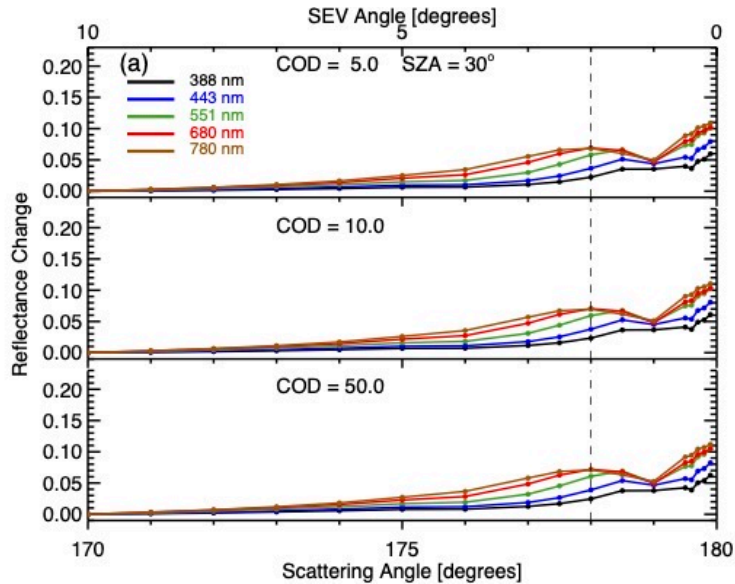 SEV Angle [degrees]
10 5 0
(a) COD = 5.0 SZA = 30°
388 nm
443 nm
551 nm
680 nm
780 nm
0.20
0.15
0.10
0.05
0.00
COD = 10.0
0.20
0.15
0.10
0.05
0.00
COD = 50.0
0.20
0.15
0.10
0.05
0.00
Reflectance Change
170 175 180
Scattering Angle [degrees]